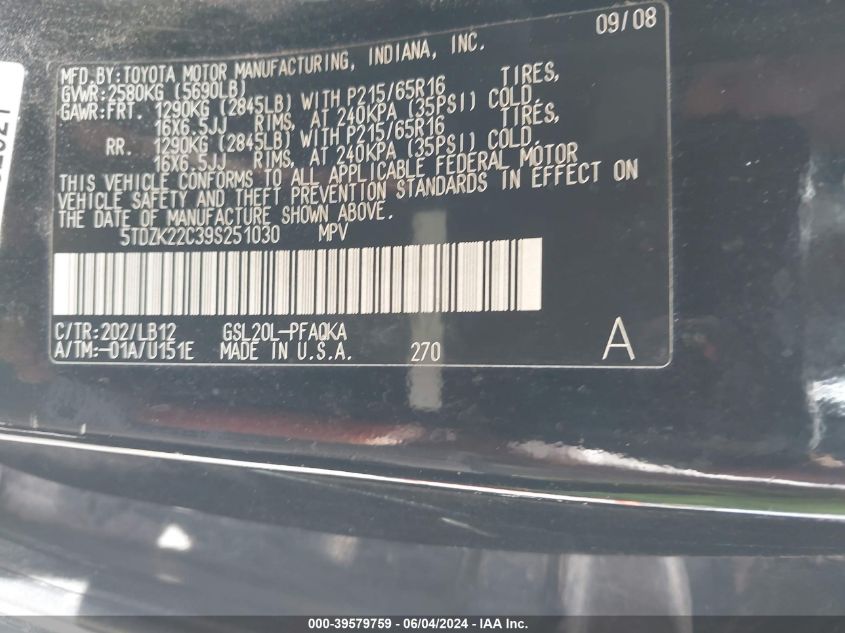 09/08
MFD.BY:TOYOTA MOTOR MANUFACTURING, INDIANA, INC.
GVWR:2580KG (5690LB)
GAWR:FRT. 1290KG (2845LB) WITH P215/65R16 TIRES,
16X6.5JJ RIMS, AT 240KPA (35PSI) COLD.
RR. 1290KG (2845LB) WITH P215/65R16 TIRES,
16X6.5JJ RIMS, AT 240KPA (35PSI) COLD.
THIS VEHICLE CONFORMS TO ALL APPLICABLE FEDERAL MOTOR
VEHICLE SAFETY AND THEFT PREVENTION STANDARDS IN EFFECT ON
THE DATE OF MANUFACTURE SHOWN ABOVE.
5TDZK22C39S251030 MPV
C/TR:202/LB12 GSL20L-PFAQKA
A/TM:-01A/U151E MADE IN U.S.A. 270 A
000-39579759 - 06/04/2024 - IAA Inc.